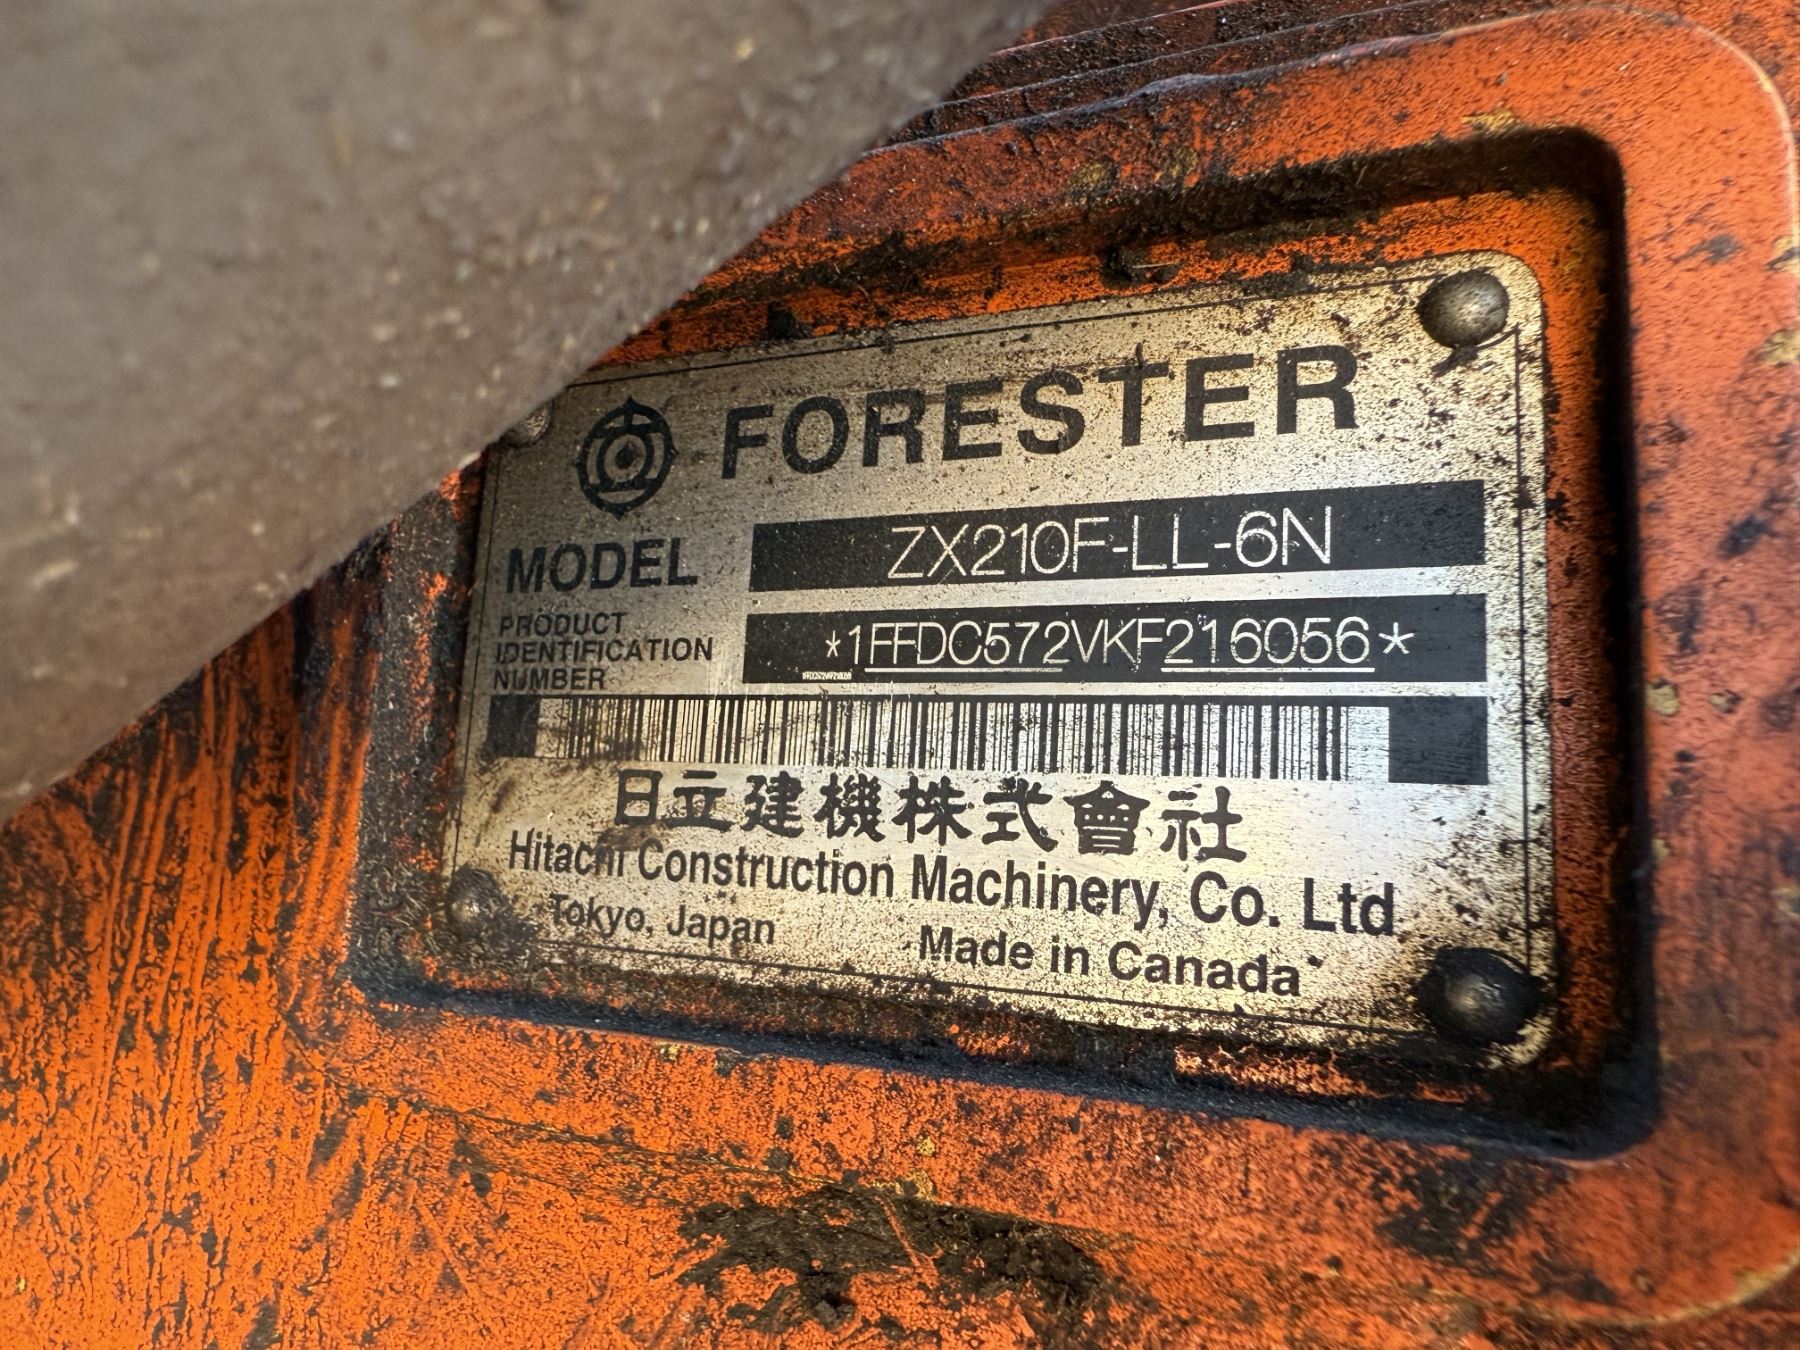 FORESTER
MODEL ZX210F-LL-6N
PRODUCT
IDENTIFICATION
NUMBER
*1FFDC572VKF216056*
日立建機株式會社
Hitachi Construction Machinery, Co. Ltd
Tokyo, Japan Made in Canada